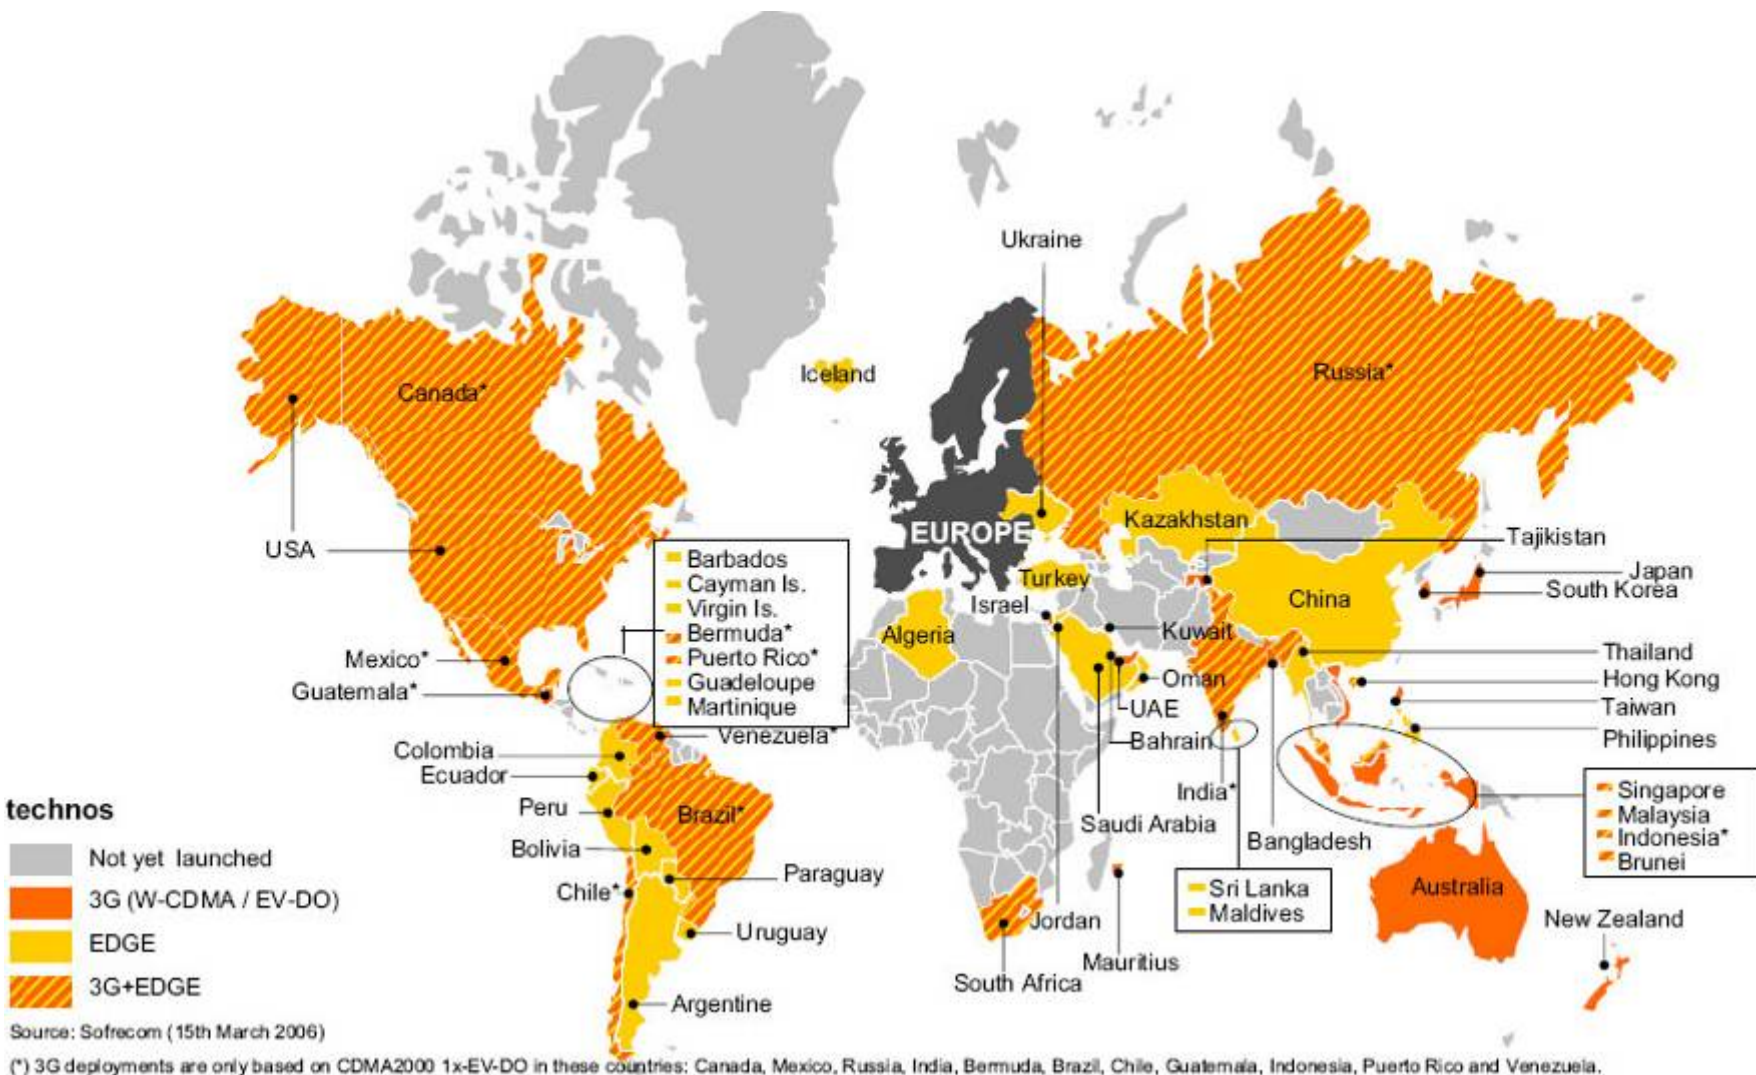 Ukraine
Iceland
Canada*
Russia*
EUROPE
Kazakhstan
Tajikistan
USA
Barbados
Cayman Is.
Virgin Is.
Bermuda*
Puerto Rico*
Guadeloupe
Martinique
Turkey
China
Japan
South Korea
Israel
Algeria
Kuwait
Mexico*
Guatemala*
Oman
UAE
Bahrain
Thailand
Hong Kong
Taiwan
Philippines
Venezuela*
Colombia
Ecuador
Peru
Brazil*
Bolivia
Paraguay
Chile*
Uruguay
Argentine
India*
Saudi Arabia
Bangladesh
Singapore
Malaysia
Indonesia*
Brunei
Sri Lanka
Maldives
Australia
New Zealand
Jordan
Mauritius
South Africa
technos
Not yet launched
3G (W-CDMA / EV-DO)
EDGE
3G+EDGE
Source: Sofrecom (15th March 2006)
(*) 3G deployments are only based on CDMA2000 1x-EV-DO in these countries: Canada, Mexico, Russia, India, Bermuda, Brazil, Chile, Guatemala, Indonesia, Puerto Rico and Venezuela.